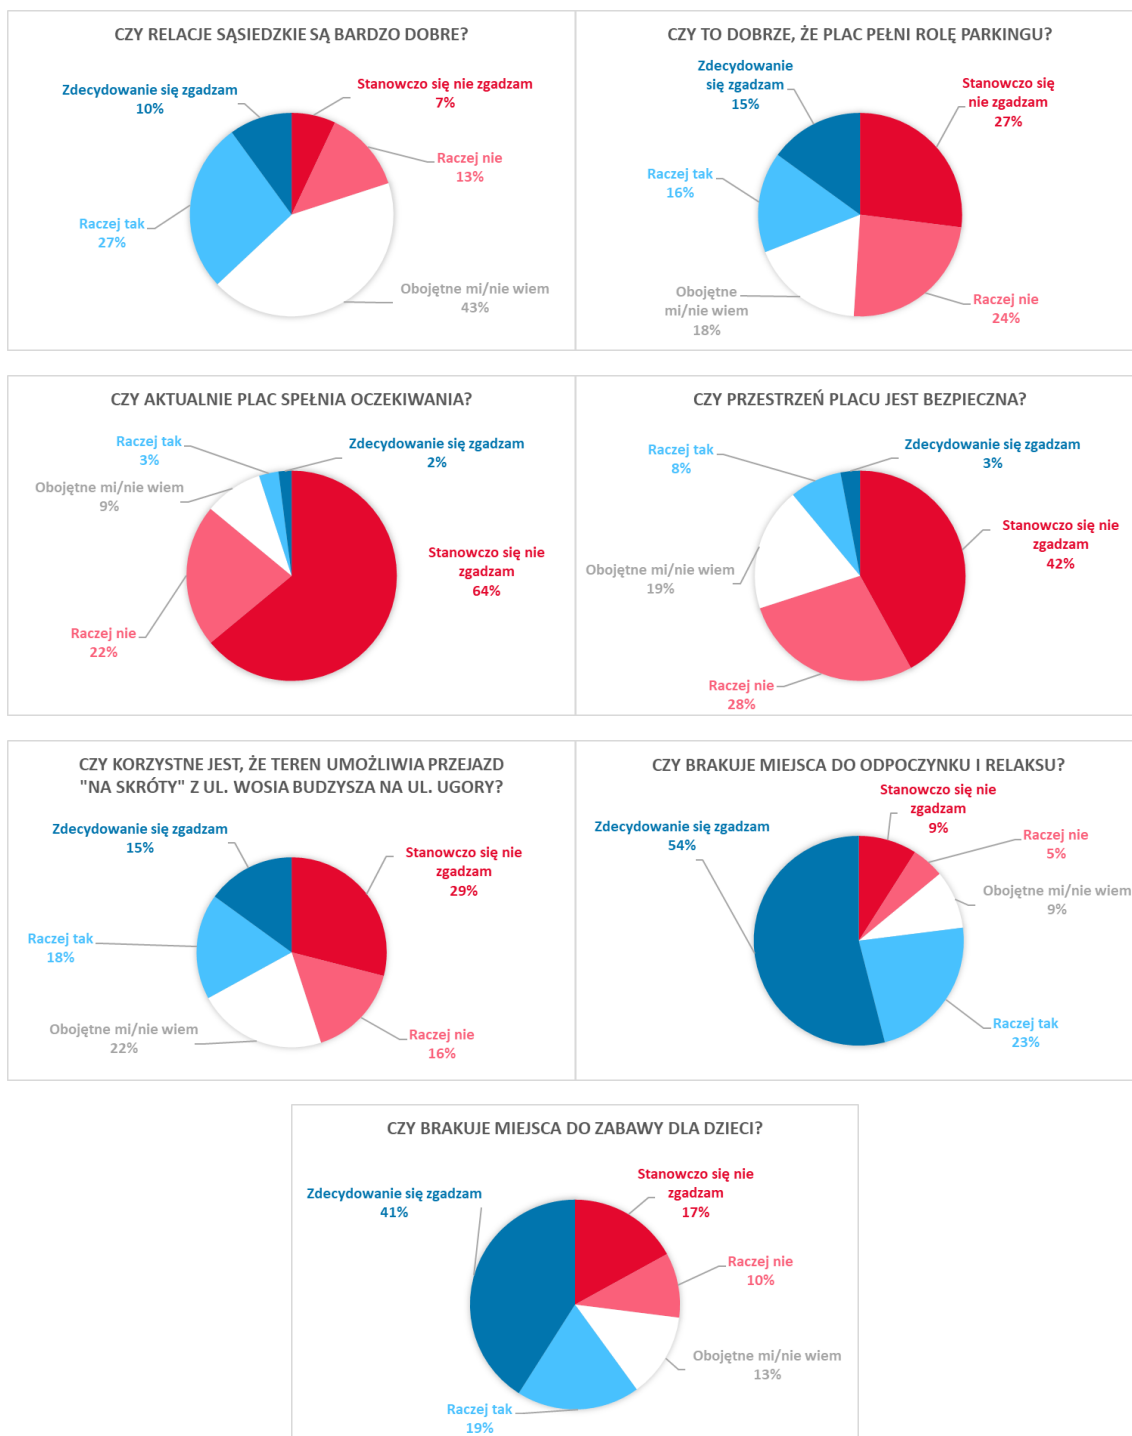 CZY RELACJE SĄSIEDZKIE SĄ BARDZO DOBRE?
Zdecydowanie się zgadzam
10%
Stanowczo się nie zgadzam
7%
Raczej nie
13%
Raczej tak
27%
Obojętne mi/nie wiem
43%
CZY TO DOBRZE, ŻE PLAC PEŁNI ROLĘ PARKINGU?
Zdecydowanie
się zgadzam
15%
Stanowczo się
nie zgadzam
27%
Raczej tak
16%
Obojętne
mi/nie wiem
18%
Raczej nie
24%
CZY AKTUALNIE PLAC SPEŁNIA OCZEKIWANIA?
Raczej tak
3%
Zdecydowanie się zgadzam
2%
Obojętne mi/nie wiem
9%
Stanowczo się nie
zgadzam
64%
Raczej nie
22%
CZY PRZESTRZEŃ PLACU JEST BEZPIECZNA?
Raczej tak
8%
Zdecydowanie się zgadzam
3%
Stanowczo się nie
zgadzam
42%
Obojętne mi/nie wiem
19%
Raczej nie
28%
CZY KORZYSTNE JEST, ŻE TEREN UMOŻLIWIA PRZEJAZD
"NA SKRÓTY" Z UL. WOSIA BUDZYSZA NA UL. UGORY?
Zdecydowanie się zgadzam
15%
Stanowczo się nie
zgadzam
29%
Raczej tak
18%
Obojętne mi/nie wiem
22%
Raczej nie
16%
CZY BRAKUJE MIEJSCA DO ODPOCZYNKU I RELAKSU?
Stanowczo się nie
zgadzam
9%
Zdecydowanie się zgadzam
54%
Raczej nie
5%
Obojętne mi/nie wiem
9%
Raczej tak
23%
CZY BRAKUJE MIEJSCA DO ZABAWY DLA DZIECI?
Stanowczo się nie
zgadzam
17%
Zdecydowanie się zgadzam
41%
Raczej nie
10%
Obojętne mi/nie wiem
13%
Raczej tak
19%